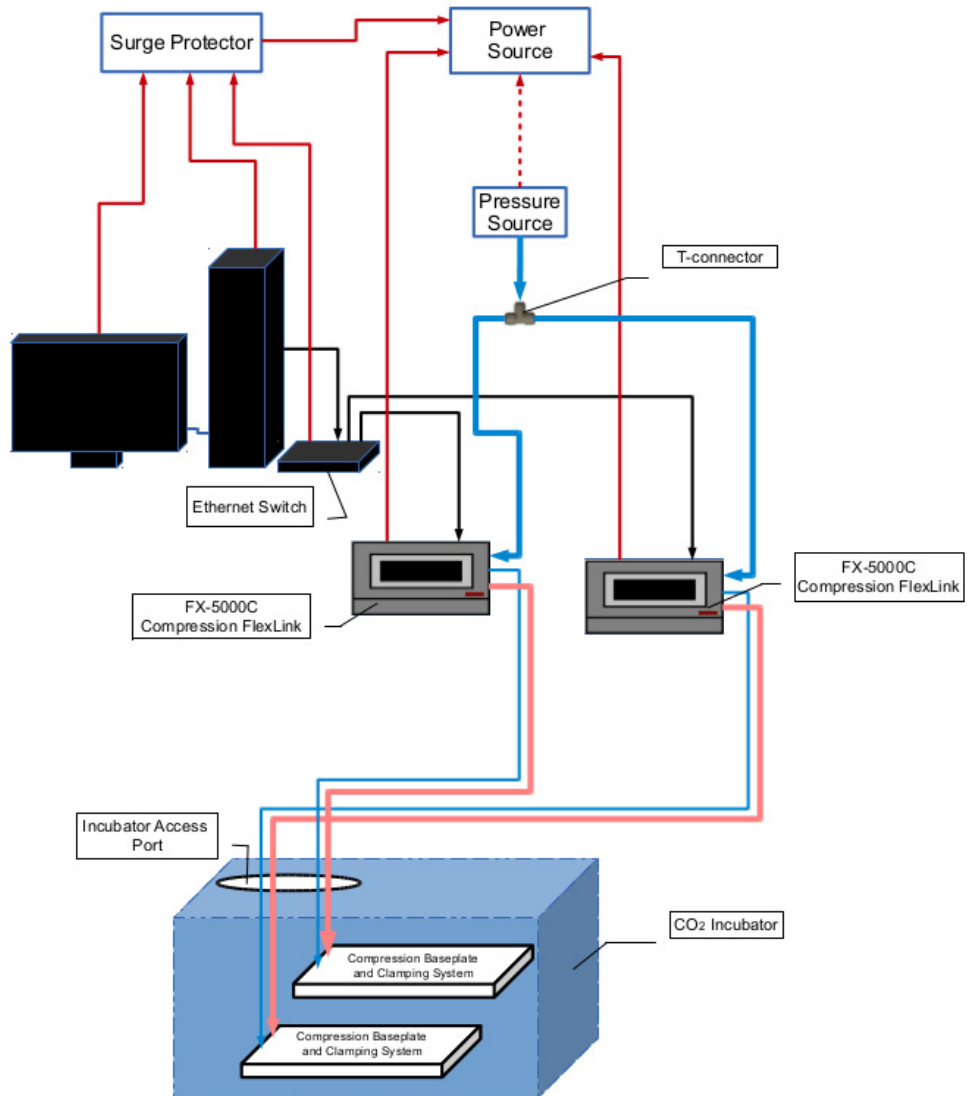 Surge Protector
Power
Source
Pressure
Source
T-connector
Ethernet Switch
FX-5000C
Compression FlexLink
FX-5000C
Compression FlexLink
Incubator Access
Port
CO₂ Incubator
Compression Baseplate
and Clamping System
Compression Baseplate
and Clamping System